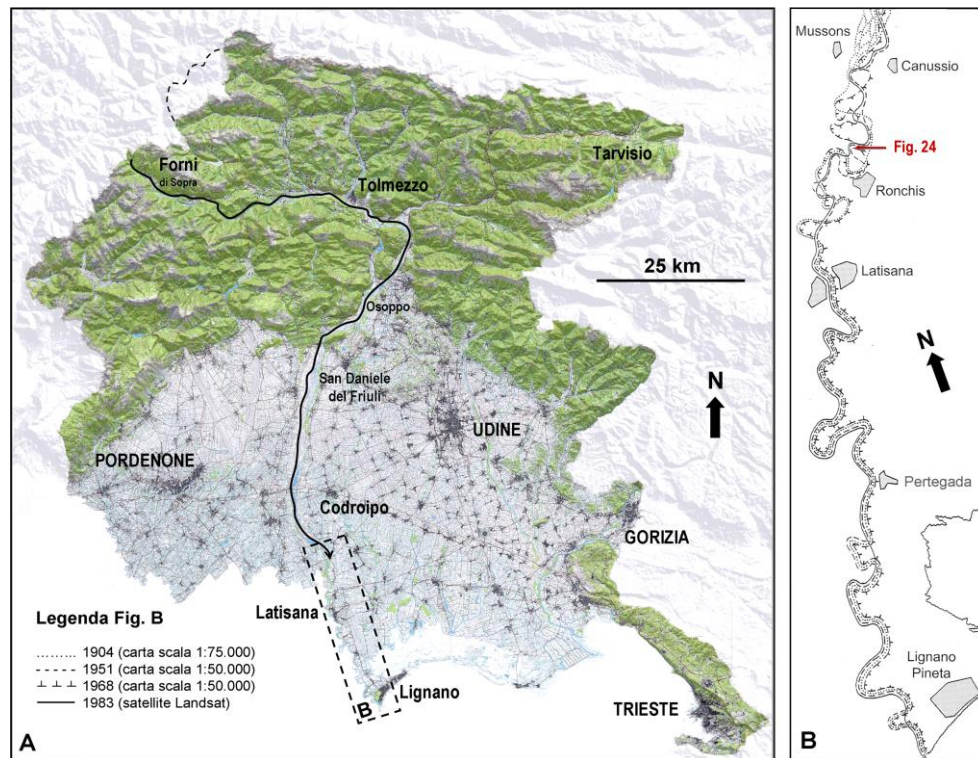 Forni
di Sopra
Tolmezzo
Tarvisio
25 km
Osoppo
San Daniele
del Friuli
N
UDINE
PORDENONE
Codroipo
GORIZIA
Latisana
Legenda Fig. B
1904 (carta scala 1:75.000)
1951 (carta scala 1:50.000)
1968 (carta scala 1:50.000)
1983 (satellite Landsat)
Lignano
B
TRIESTE
A
Mussons
Canussio
Fig. 24
Ronchis
Latisana
N
Pertegada
Lignano
Pineta
B